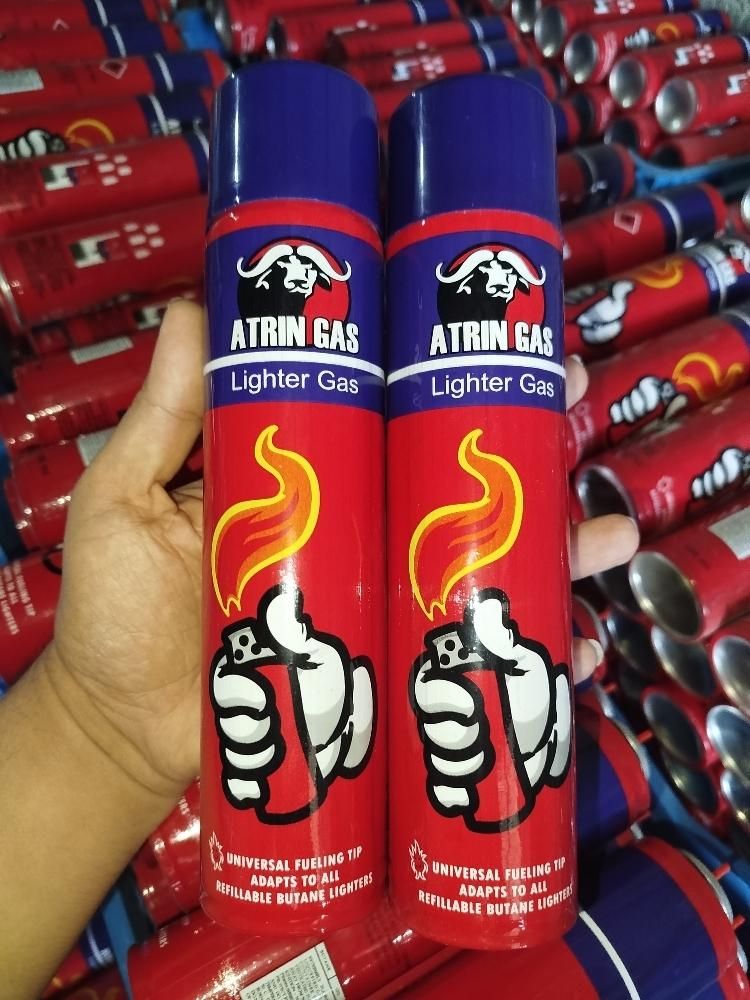 ATRIN GAS
Lighter Gas
UNIVERSAL FUELING TIP
ADAPTS TO ALL
REFILLABLE BUTANE LIGHTERS
ATRIN GAS
Lighter Gas
UNIVERSAL FUELING TIP
ADAPTS TO ALL
REFILLABLE BUTANE LIGHTERS